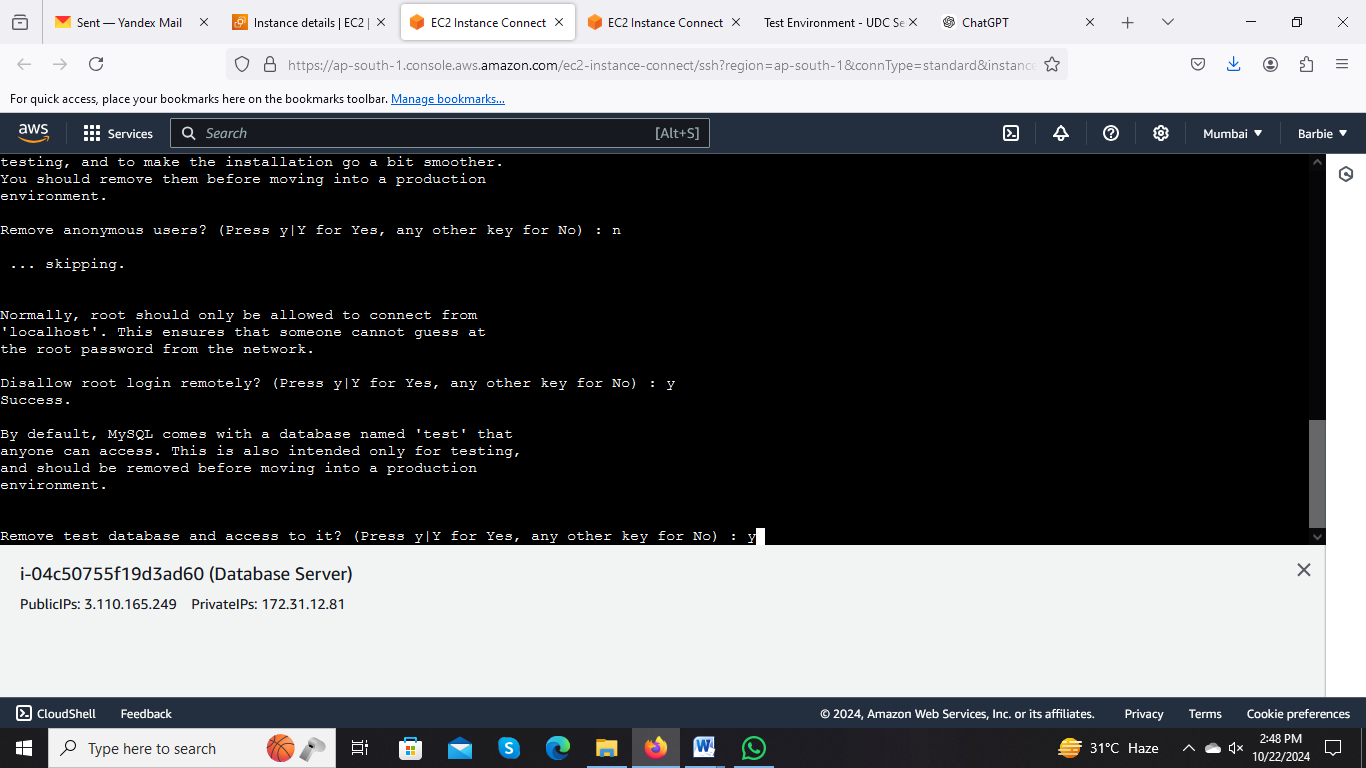 Sent — Yandex Mail
Instance details | EC2 |
EC2 Instance Connect
EC2 Instance Connect
Test Environment - UDC Se
ChatGPT
https://ap-south-1.console.aws.amazon.com/ec2-instance-connect/ssh?region=ap-south-1&connType=standard&instance
For quick access, place your bookmarks here on the bookmarks toolbar. Manage bookmarks...
aws
Services
Search
[Alt+S]
Mumbai
Barbie
testing, and to make the installation go a bit smoother.
You should remove them before moving into a production
environment.
Remove anonymous users? (Press y|Y for Yes, any other key for No) : n
... skipping.
Normally, root should only be allowed to connect from
'localhost'. This ensures that someone cannot guess at
the root password from the network.
Disallow root login remotely? (Press y|Y for Yes, any other key for No) : y
Success.
By default, MySQL comes with a database named 'test' that
anyone can access. This is also intended only for testing,
and should be removed before moving into a production
environment.
Remove test database and access to it? (Press y|Y for Yes, any other key for No) : y
i-04c50755f19d3ad60 (Database Server)
PublicIPs: 3.110.165.249 PrivateIPs: 172.31.12.81
CloudShell
Feedback
© 2024, Amazon Web Services, Inc. or its affiliates.
Privacy
Terms
Cookie preferences
Type here to search
31°C Haze
2:48 PM
10/22/2024